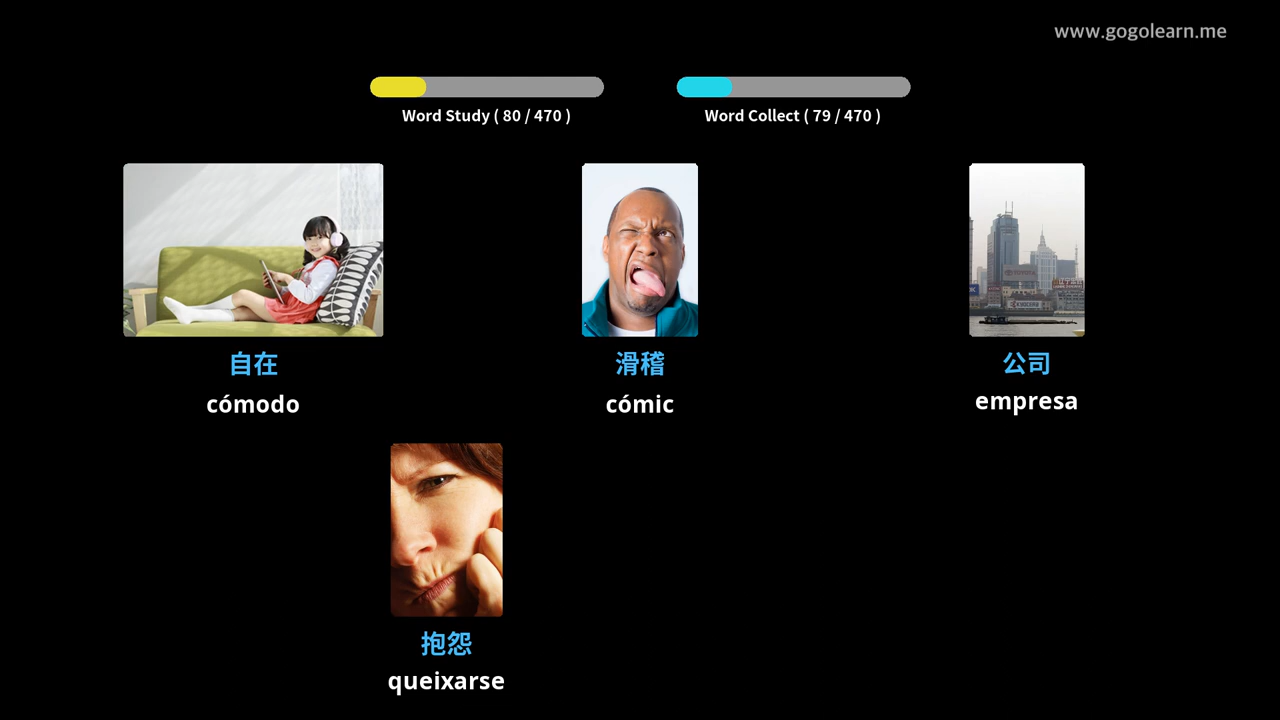 www.gogolearn.me
Word Study ( 80 / 470 )
Word Collect ( 79 / 470 )
自在
cómodo
滑稽
cómic
公司
empresa
TOYOTA
抱怨
queixarse